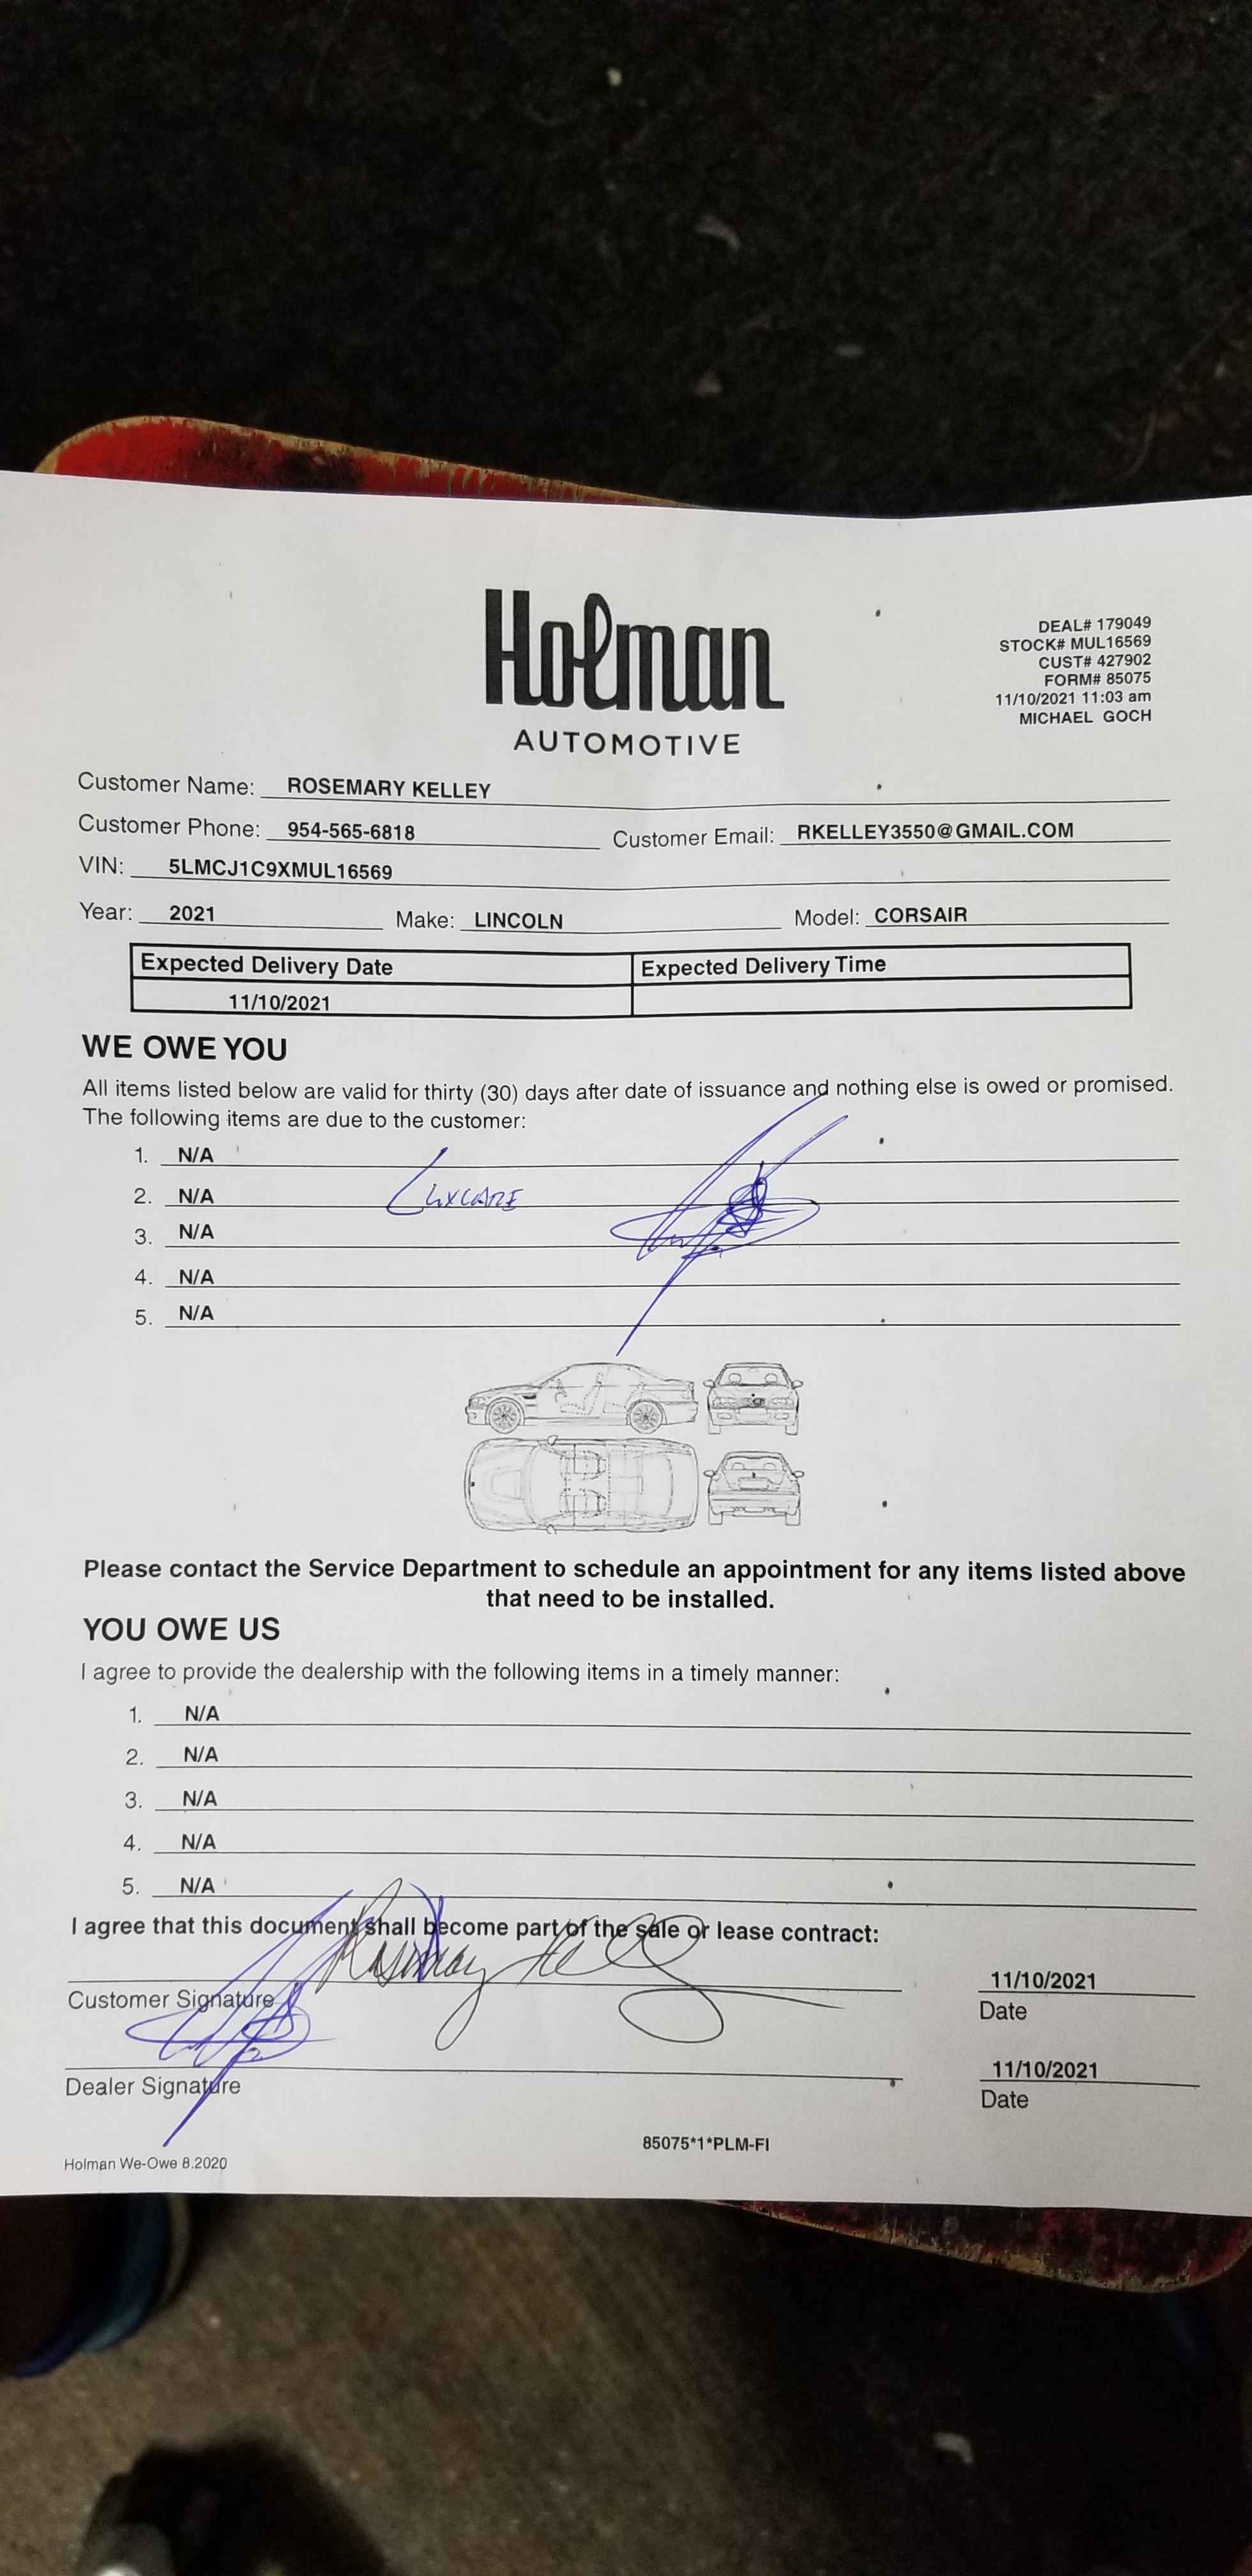 Holman
AUTOMOTIVE
DEAL# 179049
STOCK# MUL16569
CUST# 427902
FORM# 85075
11/10/2021 11:03 am
MICHAEL GOCH
Customer Name: ROSEMARY KELLEY
Customer Phone: 954-565-6818 Customer Email: RKELLEY3550@GMAIL.COM
VIN: 5LMCJ1C9XMUL16569
Year: 2021 Make: LINCOLN Model: CORSAIR
Expected Delivery Date Expected Delivery Time
11/10/2021
WE OWE YOU
All items listed below are valid for thirty (30) days after date of issuance and nothing else is owed or promised.
The following items are due to the customer:
1. N/A
2. N/A LUXCARE
3. N/A
4. N/A
5. N/A
Please contact the Service Department to schedule an appointment for any items listed above
that need to be installed.
YOU OWE US
I agree to provide the dealership with the following items in a timely manner:
1. N/A
2. N/A
3. N/A
4. N/A
5. N/A
I agree that this document shall become part of the sale or lease contract:
Rosemary Kelley
11/10/2021
Customer Signature Date
11/10/2021
Dealer Signature Date
85075*1*PLM-FI
Holman We-Owe 8.2020